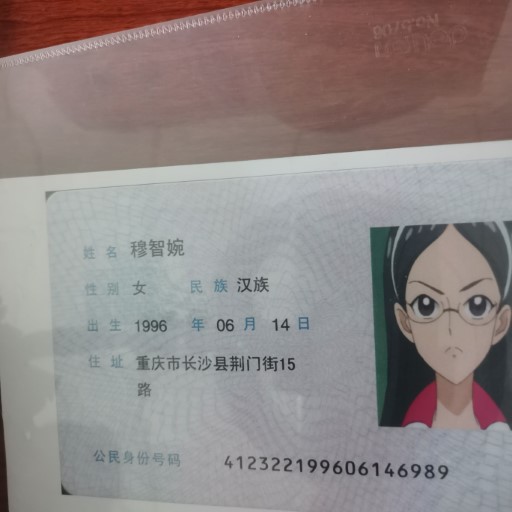 姓名 穆智婉
性别 女 民族 汉族
出生 1996 年 06 月 14 日
住址 重庆市长沙县荆门街15
路
公民身份号码 412322199606146989